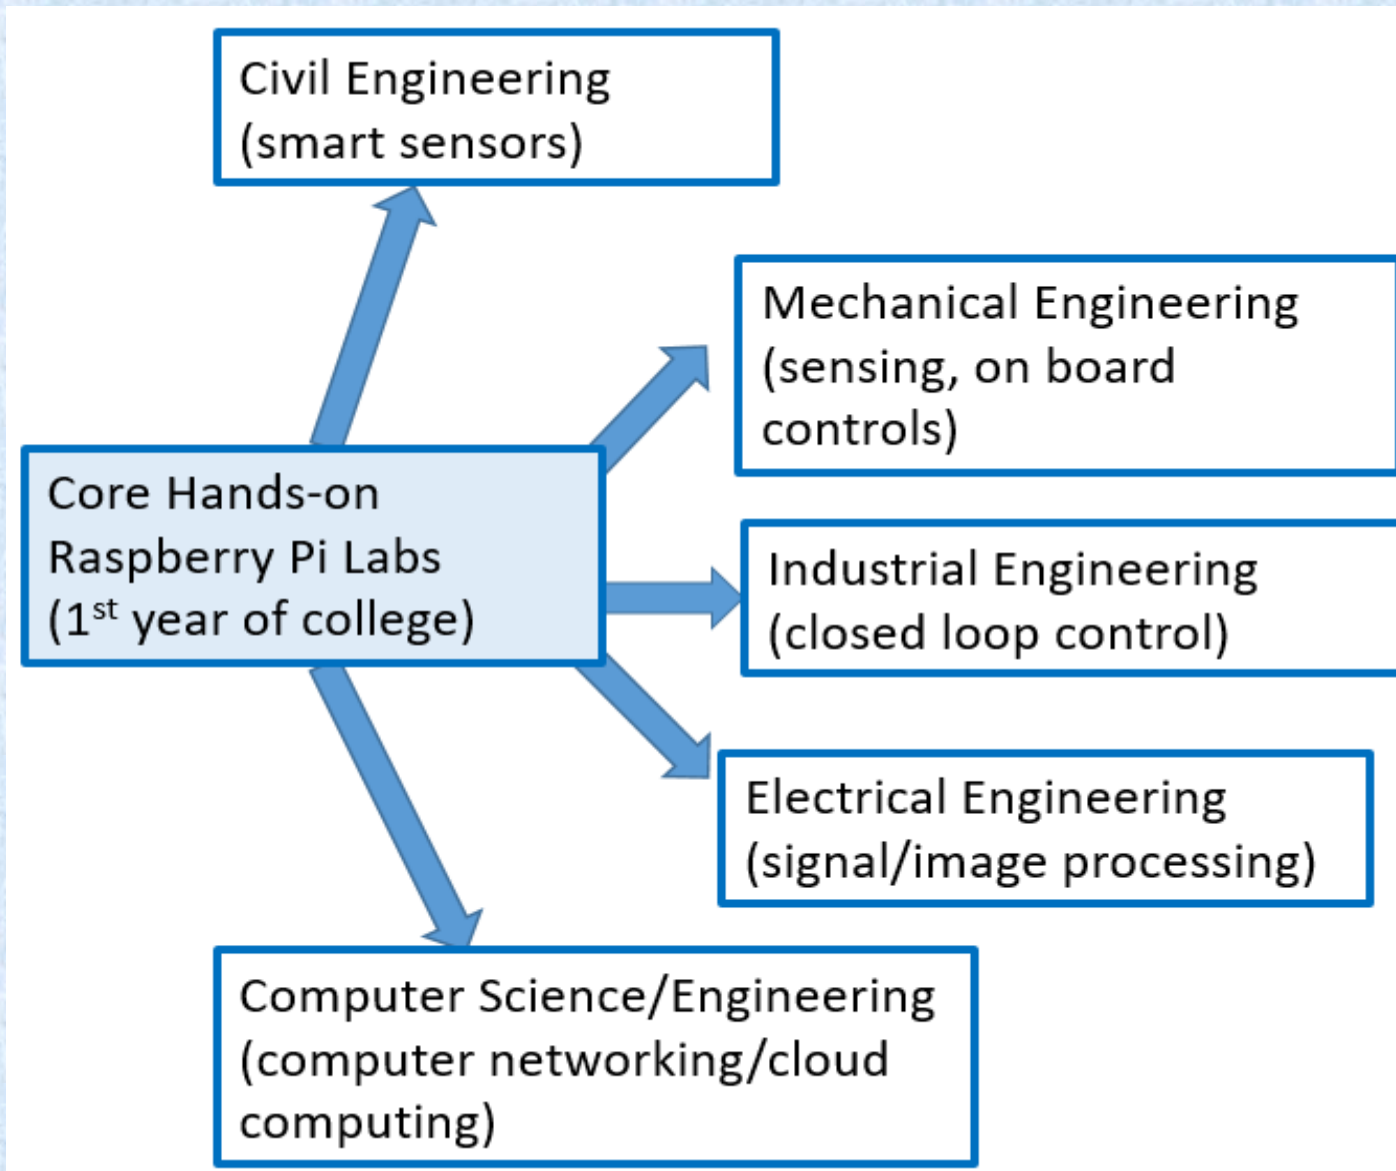 Civil Engineering
(smart sensors)
Mechanical Engineering
(sensing, on board
controls)
Core Hands-on
Raspberry Pi Labs
(1st year of college)
Industrial Engineering
(closed loop control)
Electrical Engineering
(signal/image processing)
Computer Science/Engineering
(computer networking/cloud
computing)